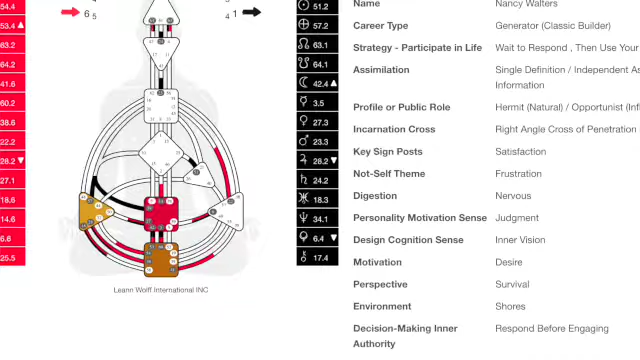 54.4
53.4
63.2
64.2
41.6
60.2
38.6
22.2
28.2
27.1
18.6
14.6
6.6
25.5
6
5
4
1
Leann Wolff International INC
51.2
57.2
63.1
64.1
42.4
3.5
27.3
23.3
28.2
24.2
18.3
34.1
6.4
17.4
Name Nancy Walters
Career Type Generator (Classic Builder)
Strategy - Participate in Life Wait to Respond , Then Use Your
Assimilation Single Definition / Independent
Information
Profile or Public Role Hermit (Natural) / Opportunist
Incarnation Cross Right Angle Cross of Penetration
Key Sign Posts Satisfaction
Not-Self Theme Frustration
Digestion Nervous
Personality Motivation Sense Judgment
Design Cognition Sense Inner Vision
Motivation Desire
Perspective Survival
Environment Shores
Decision-Making Inner Respond Before Engaging
Authority